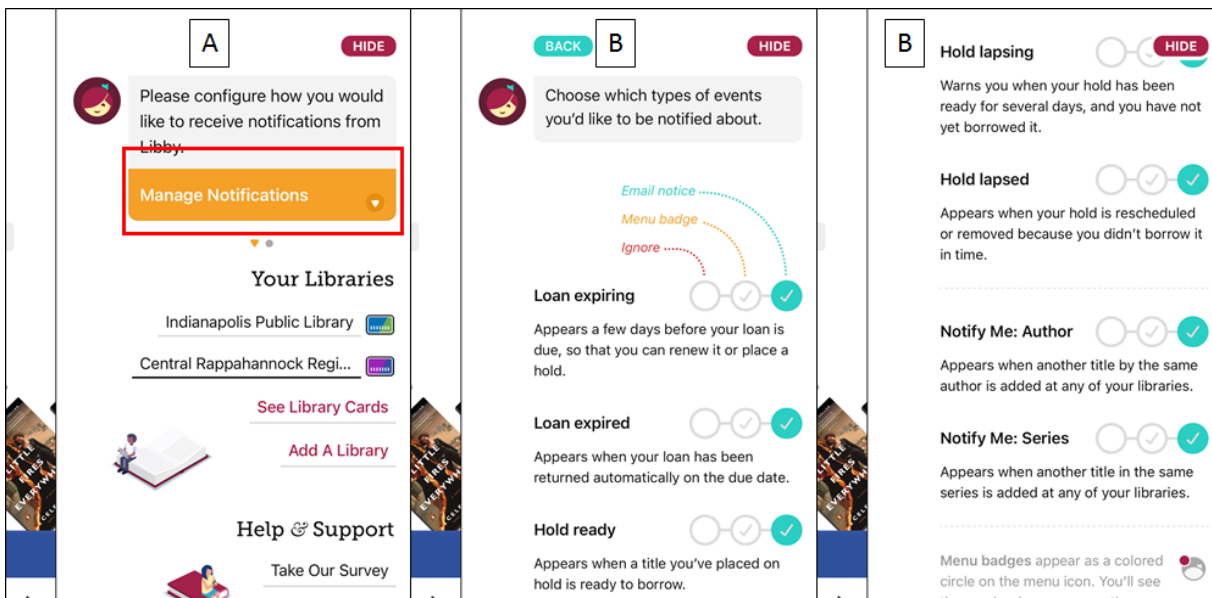 A
HIDE
Please configure how you would
like to receive notifications from
Libby.
Manage Notifications
Your Libraries
Indianapolis Public Library
Central Rappahannock Regi...
See Library Cards
Add A Library
Help & Support
Take Our Survey
BACK
B
HIDE
Choose which types of events
you'd like to be notified about.
Email notice
Menu badge
Ignore
Loan expiring
Appears a few days before your loan is
due, so that you can renew it or place a
hold.
Loan expired
Appears when your loan has been
returned automatically on the due date.
Hold ready
Appears when a title you've placed on
hold is ready to borrow.
B
Hold lapsing
HIDE
Warns you when your hold has been
ready for several days, and you have not
yet borrowed it.
Hold lapsed
Appears when your hold is rescheduled
or removed because you didn't borrow it
in time.
Notify Me: Author
Appears when another title by the same
author is added at any of your libraries.
Notify Me: Series
Appears when another title in the same
series is added at any of your libraries.
Menu badges appear as a colored
circle on the menu icon. You'll see
LITTLE
FIRES
LITTLE
FIRES